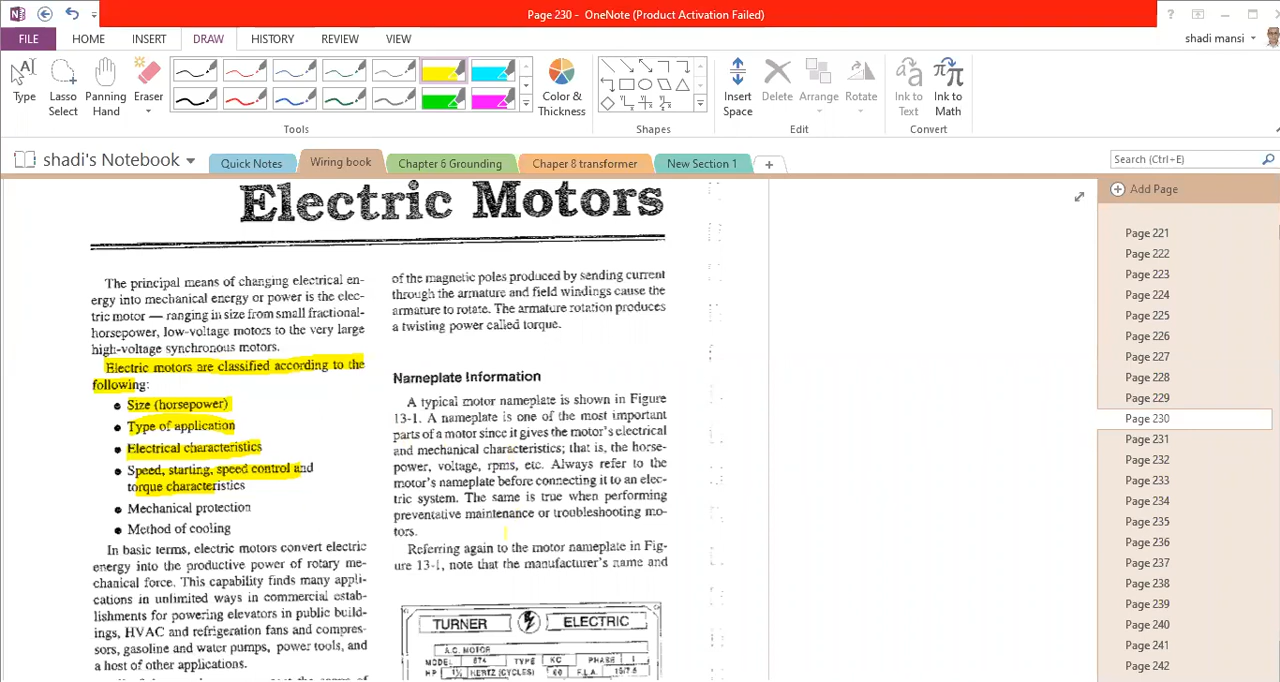 Page 230 - OneNote (Product Activation Failed)
?
FILE
HOME
INSERT
DRAW
HISTORY
REVIEW
VIEW
shadi mansi
Type
Lasso Select
Panning Hand
Eraser
Color & Thickness
Insert Space
Delete
Arrange
Rotate
Ink to Text
Ink to Math
Tools
Shapes
Edit
Convert
shadi's Notebook
Quick Notes
Wiring book
Chapter 6 Grounding
Chaper 8 transformer
New Section 1
Search (Ctrl+E)
Electric Motors
The principal means of changing electrical en-
ergy into mechanical energy or power is the elec-
tric motor — ranging in size from small fractional-
horsepower, low-voltage motors to the very large
high-voltage synchronous motors.
Electric motors are classified according to the
following:
● Size (horsepower)
● Type of application
● Electrical characteristics
● Speed, starting, speed control and
torque characteristics
● Mechanical protection
● Method of cooling
In basic terms, electric motors convert electric
energy into the productive power of rotary me-
chanical force. This capability finds many appli-
cations in unlimited ways in commercial estab-
lishments for powering elevators in public build-
ings, HVAC and refrigeration fans and compres-
sors, gasoline and water pumps, power tools, and
a host of other applications.
of the magnetic poles produced by sending current
through the armature and field windings cause the
armature to rotate. The armature rotation produces
a twisting power called torque.
Nameplate Information
A typical motor nameplate is shown in Figure
13-1. A nameplate is one of the most important
parts of a motor since it gives the motor's electrical
and mechanical characteristics; that is, the horse-
power, voltage, rpms, etc. Always refer to the
motor's nameplate before connecting it to an elec-
tric system. The same is true when performing
preventative maintenance or troubleshooting mo-
tors.
Referring again to the motor nameplate in Fig-
ure 13-1, note that the manufacturer's name and
TURNER ELECTRIC
A.C. MOTOR
MODEL 674 TYPE KC PHASE 1
HP 1½ HERTZ (CYCLES) 60 F.L.A.
Add Page
Page 221
Page 222
Page 223
Page 224
Page 225
Page 226
Page 227
Page 228
Page 229
Page 230
Page 231
Page 232
Page 233
Page 234
Page 235
Page 236
Page 237
Page 238
Page 239
Page 240
Page 241
Page 242